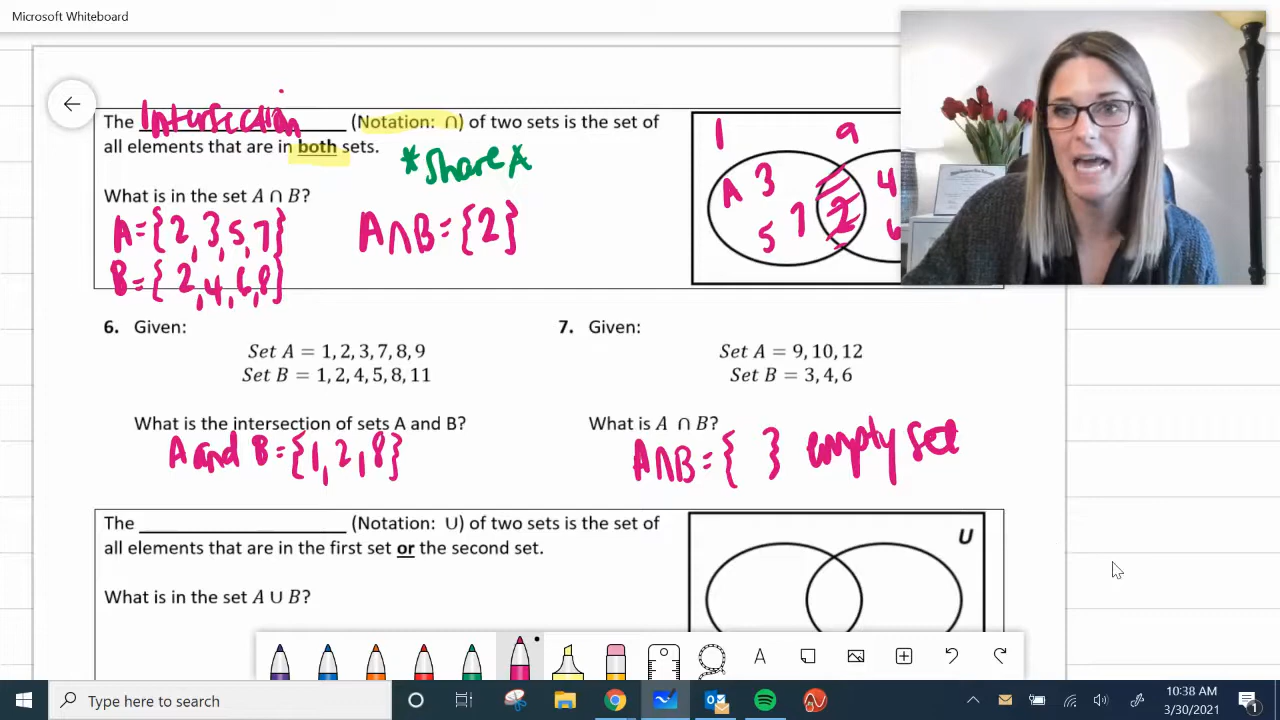 Microsoft Whiteboard
The Intersection (Notation: ∩) of two sets is the set of
all elements that are in both sets.
*Share*
What is in the set A ∩ B?
A={2,3,5,7}
A∩B={2}
B={2,4,6,8}
1 9
A 3 4
5 7 2
6. Given:
Set A = 1, 2, 3, 7, 8, 9
Set B = 1, 2, 4, 5, 8, 11
What is the intersection of sets A and B?
A and B={1,2,8}
7. Given:
Set A = 9, 10, 12
Set B = 3, 4, 6
What is A ∩ B?
A∩B={ } empty set
The ____________________ (Notation: ∪) of two sets is the set of
all elements that are in the first set or the second set.
What is in the set A ∪ B?
U
A
Type here to search
10:38 AM
3/30/2021